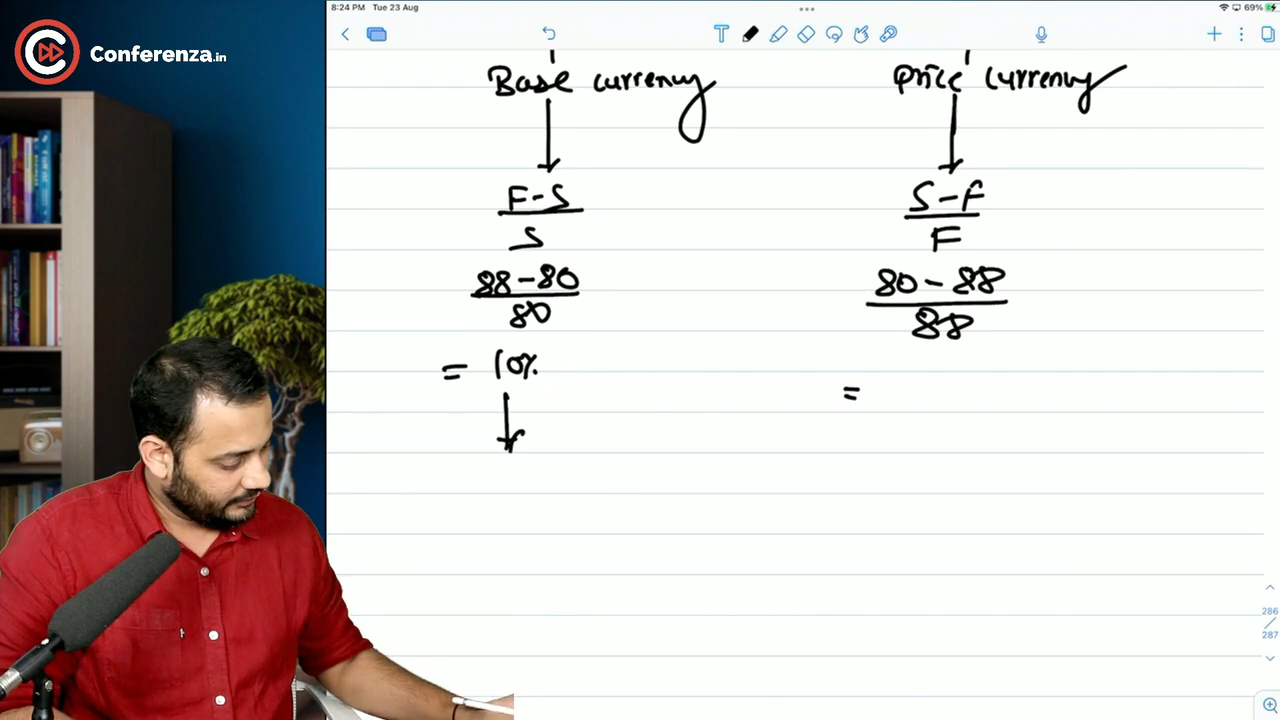 8:24 PM Tue 23 Aug
69%
Conferenza.in
Base currency
F-S
S
88-80
80
= 10%
Price currency
S-F
F
80-88
88
=
286
287